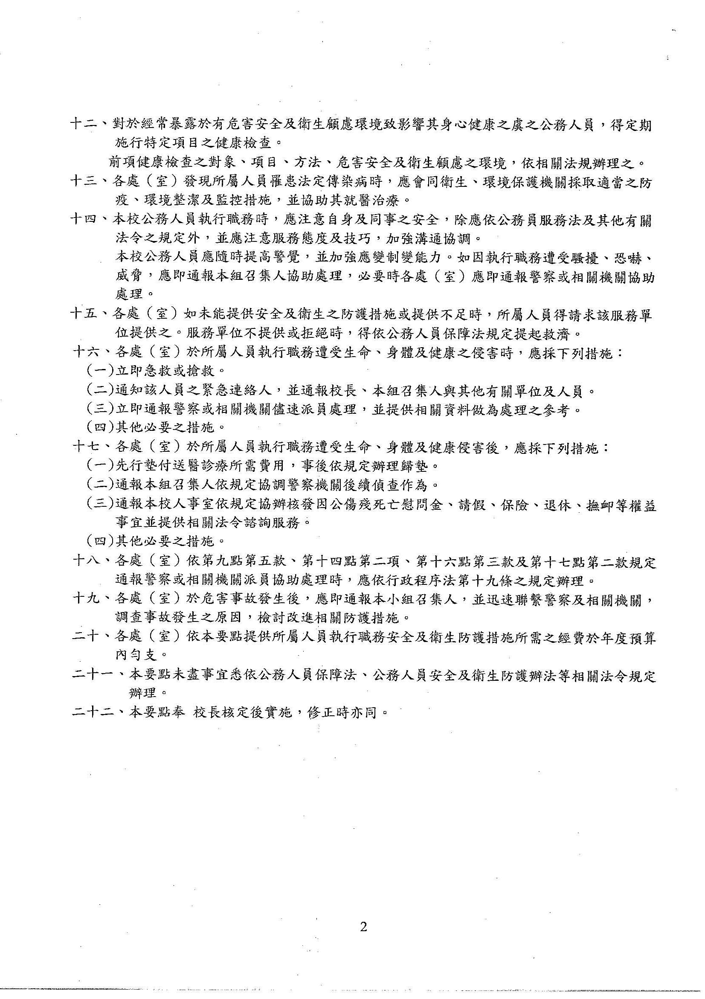 十二、對於經常暴露於有危害安全及衛生顧慮環境致影響其身心健康之虞之公務人員，得定期
施行特定項目之健康檢查。
前項健康檢查之對象、項目、方法、危害安全及衛生顧慮之環境，依相關法規辦理之。
十三、各處（室）發現所屬人員罹患法定傳染病時，應會同衛生、環境保護機關採取適當之防
疫、環境整潔及監控措施，並協助其就醫治療。
十四、本校公務人員執行職務時，應注意自身及同事之安全，除應依公務員服務法及其他有關
法令之規定外，並應注意服務態度及技巧，加強溝通協調。
本校公務人員應隨時提高警覺，並加強應變制變能力。如因執行職務遭受騷擾、恐嚇、
威脅，應即通報本組召集人協助處理，必要時各處（室）應即通報警察或相關機關協助
處理。
十五、各處（室）如未能提供安全及衛生之防護措施或提供不足時，所屬人員得請求該服務單
位提供之。服務單位不提供或拒絕時，得依公務人員保障法規定提起救濟。
十六、各處（室）於所屬人員執行職務遭受生命、身體及健康之侵害時，應採下列措施：
(一)立即急救或搶救。
(二)通知該人員之緊急連絡人，並通報校長、本組召集人與其他有關單位及人員。
(三)立即通報警察或相關機關儘速派員處理，並提供相關資料做為處理之參考。
(四)其他必要之措施。
十七、各處（室）於所屬人員執行職務遭受生命、身體及健康侵害後，應採下列措施：
(一)先行墊付送醫診療所需費用，事後依規定辦理歸墊。
(二)通報本組召集人依規定協調警察機關後續偵查作為。
(三)通報本校人事室依規定協辦核發因公傷殘死亡慰問金、請假、保險、退休、撫卹等權益
事宜並提供相關法令諮詢服務。
(四)其他必要之措施。
十八、各處（室）依第九點第五款、第十四點第二項、第十六點第三款及第十七點第二款規定
通報警察或相關機關派員協助處理時，應依行政程序法第十九條之規定辦理。
十九、各處（室）於危害事故發生後，應即通報本小組召集人，並迅速聯繫警察及相關機關，
調查事故發生之原因，檢討改進相關防護措施。
二十、各處（室）依本要點提供所屬人員執行職務安全及衛生防護措施所需之經費於年度預算
內勻支。
二十一、本要點未盡事宜悉依公務人員保障法、公務人員安全及衛生防護辦法等相關法令規定
辦理。
二十二、本要點奉 校長核定後實施，修正時亦同。
2